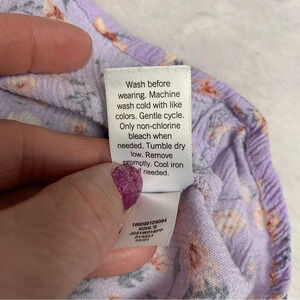 Wash before
wearing. Machine
wash cold with like
colors. Gentle cycle.
Only non-chlorine
bleach when
needed. Tumble dry
low. Remove
promptly. Cool iron
needed.
KOHL'S